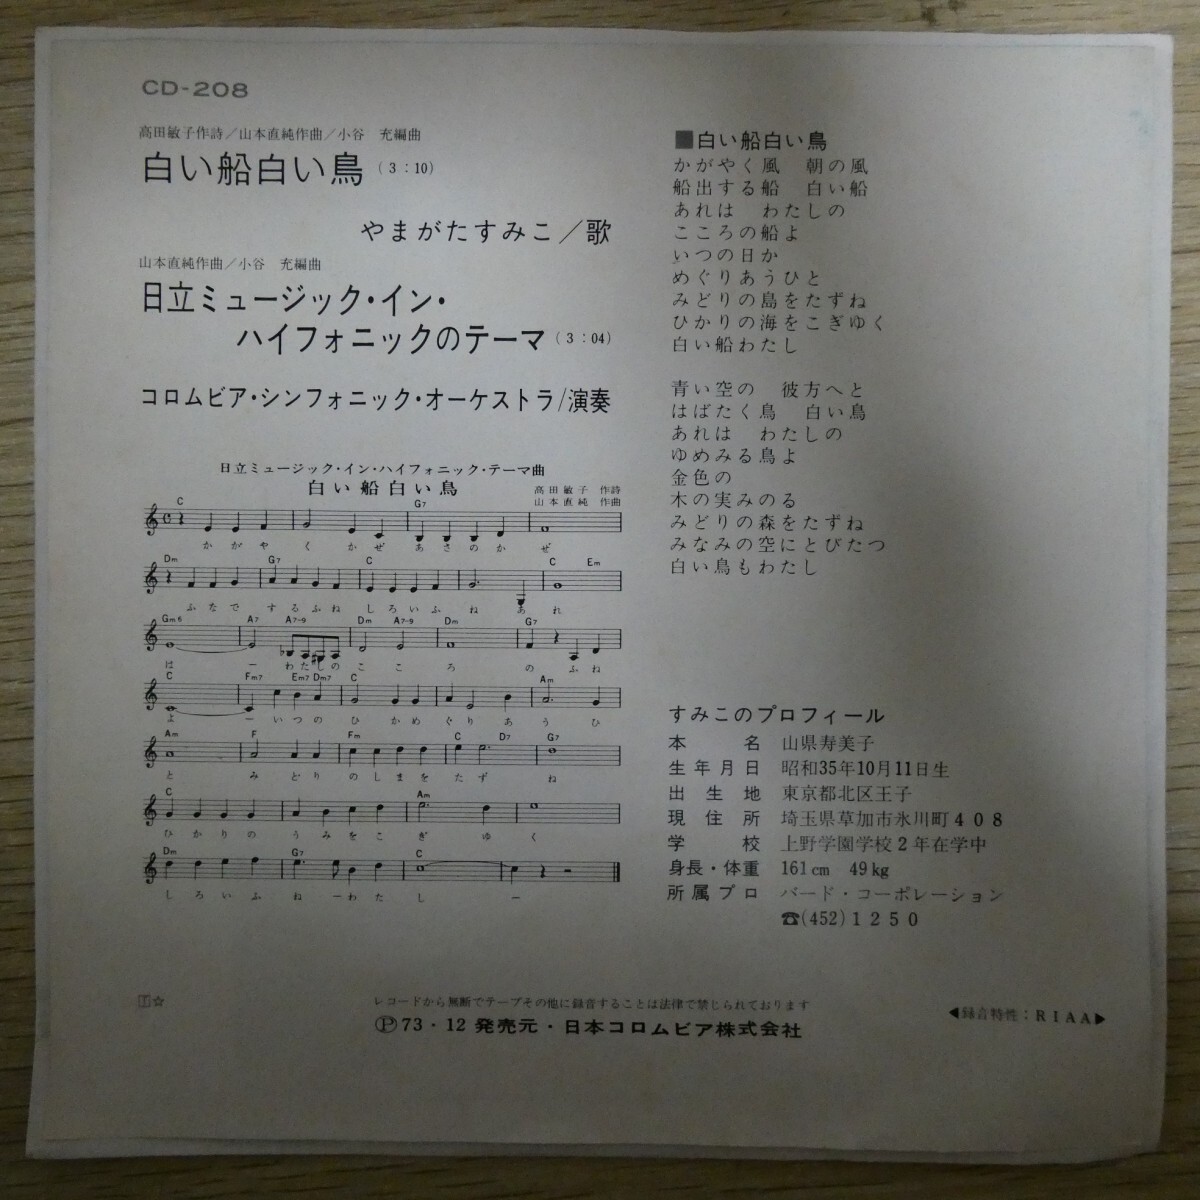 CD-208
高田敏子作詩／山本直純作曲／小谷　充編曲
白い船白い鳥 (3：10)
やまがたすみこ／歌
山本直純作曲／小谷　充編曲
日立ミュージック・イン・
ハイフォニックのテーマ (3：04)
コロムビア・シンフォニック・オーケストラ/演奏
日立ミュージック・イン・ハイフォニック・テーマ曲
白い船白い鳥
高田敏子 作詩
山本直純 作曲
C G7
かがやくかぜあさのかぜ
Dm G7 C C Em
ふなでするふねしろいふねあれ
Gm6 A7 A7-9 Dm A7-9 Dm G7
はーわたしのこころのふね
C Fm7 Em7 Dm7 C Am
よーいつのひかめぐりあうひ
Am F Fm C D7 G7
とみどりのしまをたずね
C Am
ひかりのうみをこぎゆく
Dm G7 C
しろいふねーわたしー
■白い船白い鳥
かがやく風　朝の風
船出する船　白い船
あれは　わたしの
こころの船よ
いつの日か
めぐりあうひと
みどりの島をたずね
ひかりの海をこぎゆく
白い船わたし
青い空の　彼方へと
はばたく鳥　白い鳥
あれは　わたしの
ゆめみる鳥よ
金色の
木の実みのる
みどりの森をたずね
みなみの空にとびたつ
白い鳥もわたし
すみこのプロフィール
本名　山県寿美子
生年月日　昭和35年10月11日生
出生地　東京都北区王子
現住所　埼玉県草加市氷川町408
学校　上野学園学校2年在学中
身長・体重　161cm　49kg
所属プロ　バード・コーポレーション
☎(452)1250
レコードから無断でテープその他に録音することは法律で禁じられております
Ⓟ73・12 発売元・日本コロムビア株式会社
◀録音特性：RIAA▶